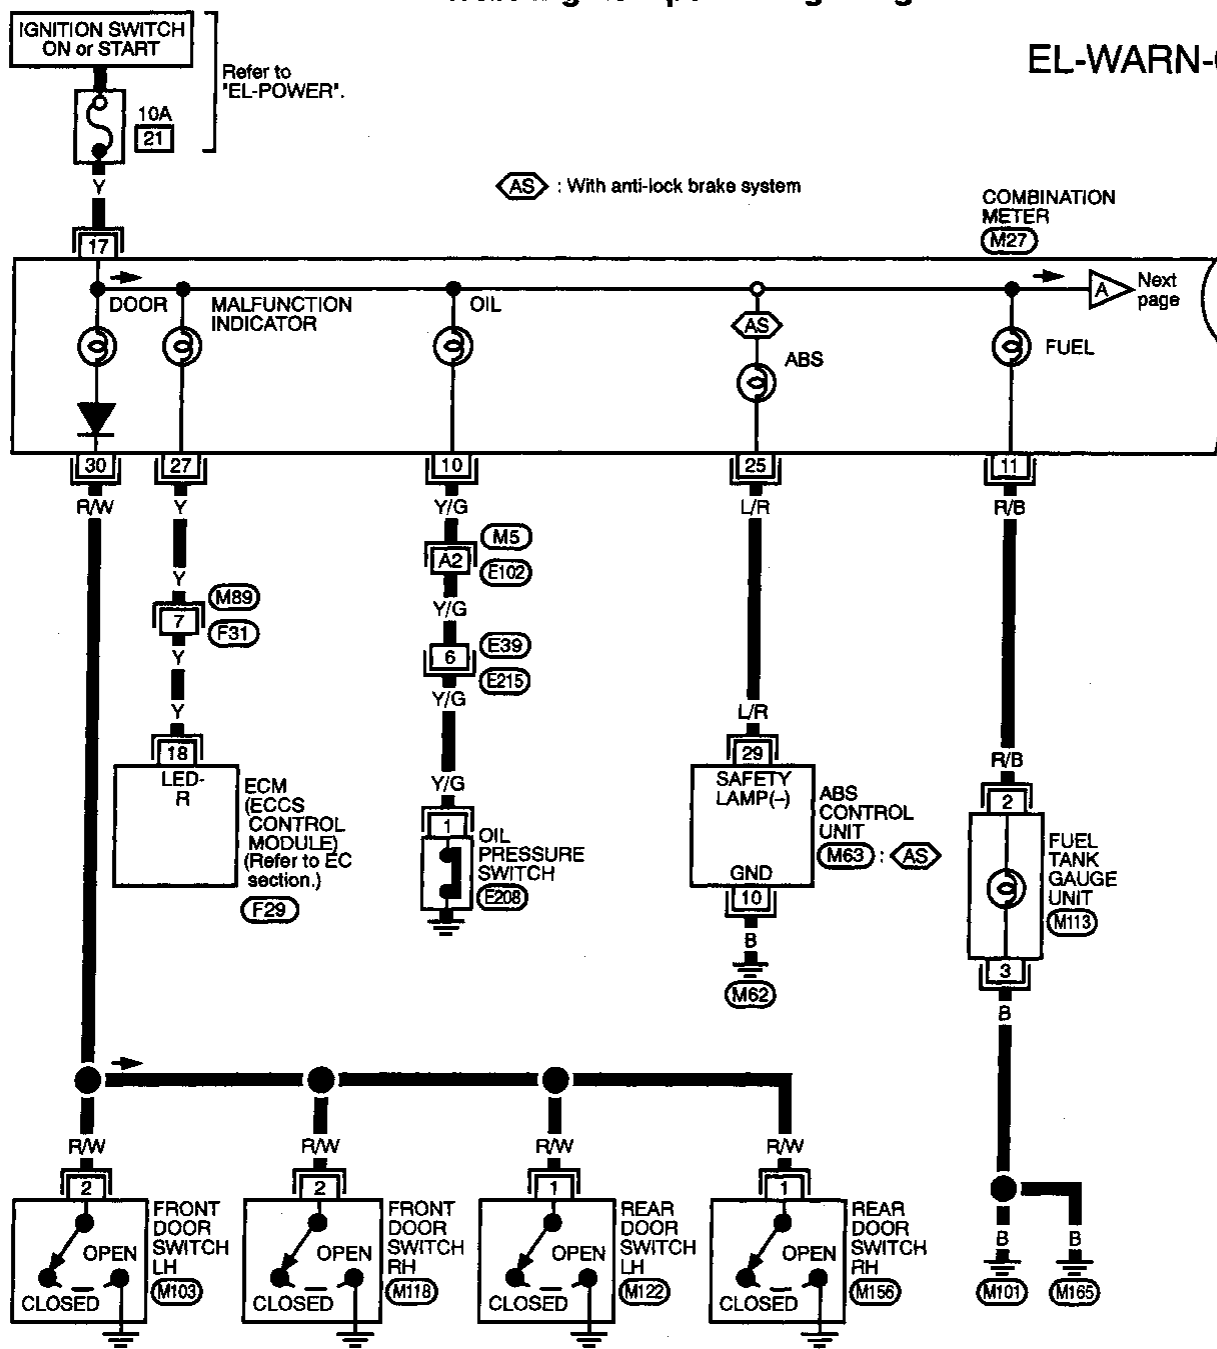 IGNITION SWITCH
ON or START
Refer to
"EL-POWER".
10A
21
Y
17
EL-WARN-
AS : With anti-lock brake system
COMBINATION
METER
M27
DOOR
MALFUNCTION
INDICATOR
OIL
AS
ABS
FUEL
A
Next
page
30
27
10
25
11
R/W
Y
Y/G
L/R
R/B
M5
A2
E102
Y
M89
7
F31
Y
Y/G
E39
6
E215
Y/G
Y
18
LED-
R
ECM
(ECCS
CONTROL
MODULE)
(Refer to EC
section.)
F29
Y/G
1
OIL
PRESSURE
SWITCH
E208
L/R
29
SAFETY
LAMP(–)
GND
10
ABS
CONTROL
UNIT
M63 : AS
B
M62
R/B
2
FUEL
TANK
GAUGE
UNIT
M113
3
B
R/W
R/W
R/W
R/W
2
2
1
1
OPEN
CLOSED
FRONT
DOOR
SWITCH
LH
M103
OPEN
CLOSED
FRONT
DOOR
SWITCH
RH
M118
OPEN
CLOSED
REAR
DOOR
SWITCH
LH
M122
OPEN
CLOSED
REAR
DOOR
SWITCH
RH
M156
B
B
M101
M165